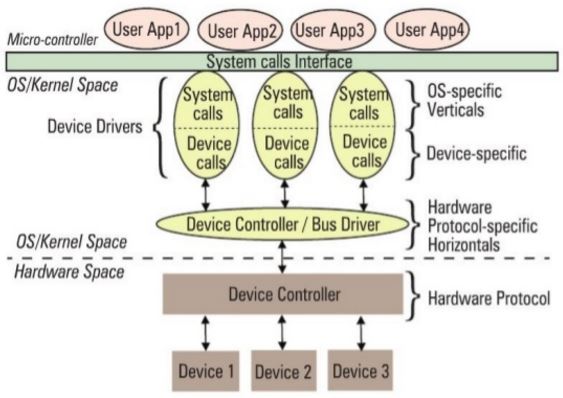 User App1
User App2
User App3
User App4
Micro-controller
System calls Interface
OS/Kernel Space
Device Drivers
System
calls
Device
calls
System
calls
Device
calls
System
calls
Device
calls
OS-specific
Verticals
Device-specific
Device Controller / Bus Driver
Hardware
Protocol-specific
Horizontals
OS/Kernel Space
Hardware Space
Device Controller
Hardware Protocol
Device 1
Device 2
Device 3